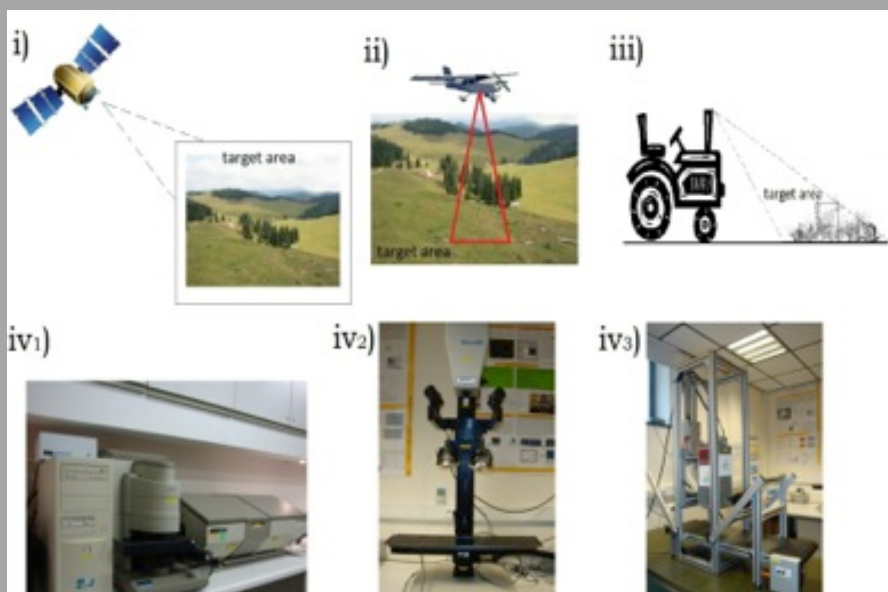 i)
target area
ii)
target area
iii)
target area
iv1)
iv2)
iv3)